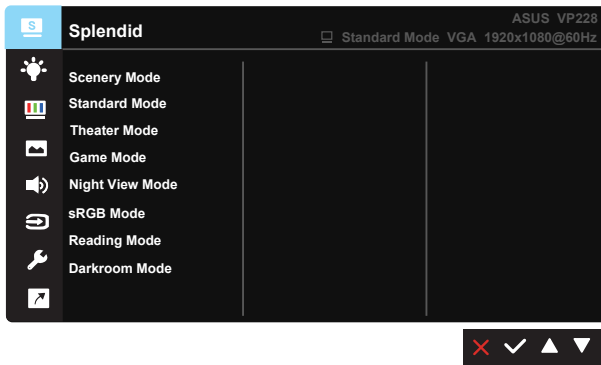 S
Splendid
ASUS VP228
Standard Mode VGA 1920x1080@60Hz
Scenery Mode
Standard Mode
Theater Mode
Game Mode
Night View Mode
sRGB Mode
Reading Mode
Darkroom Mode